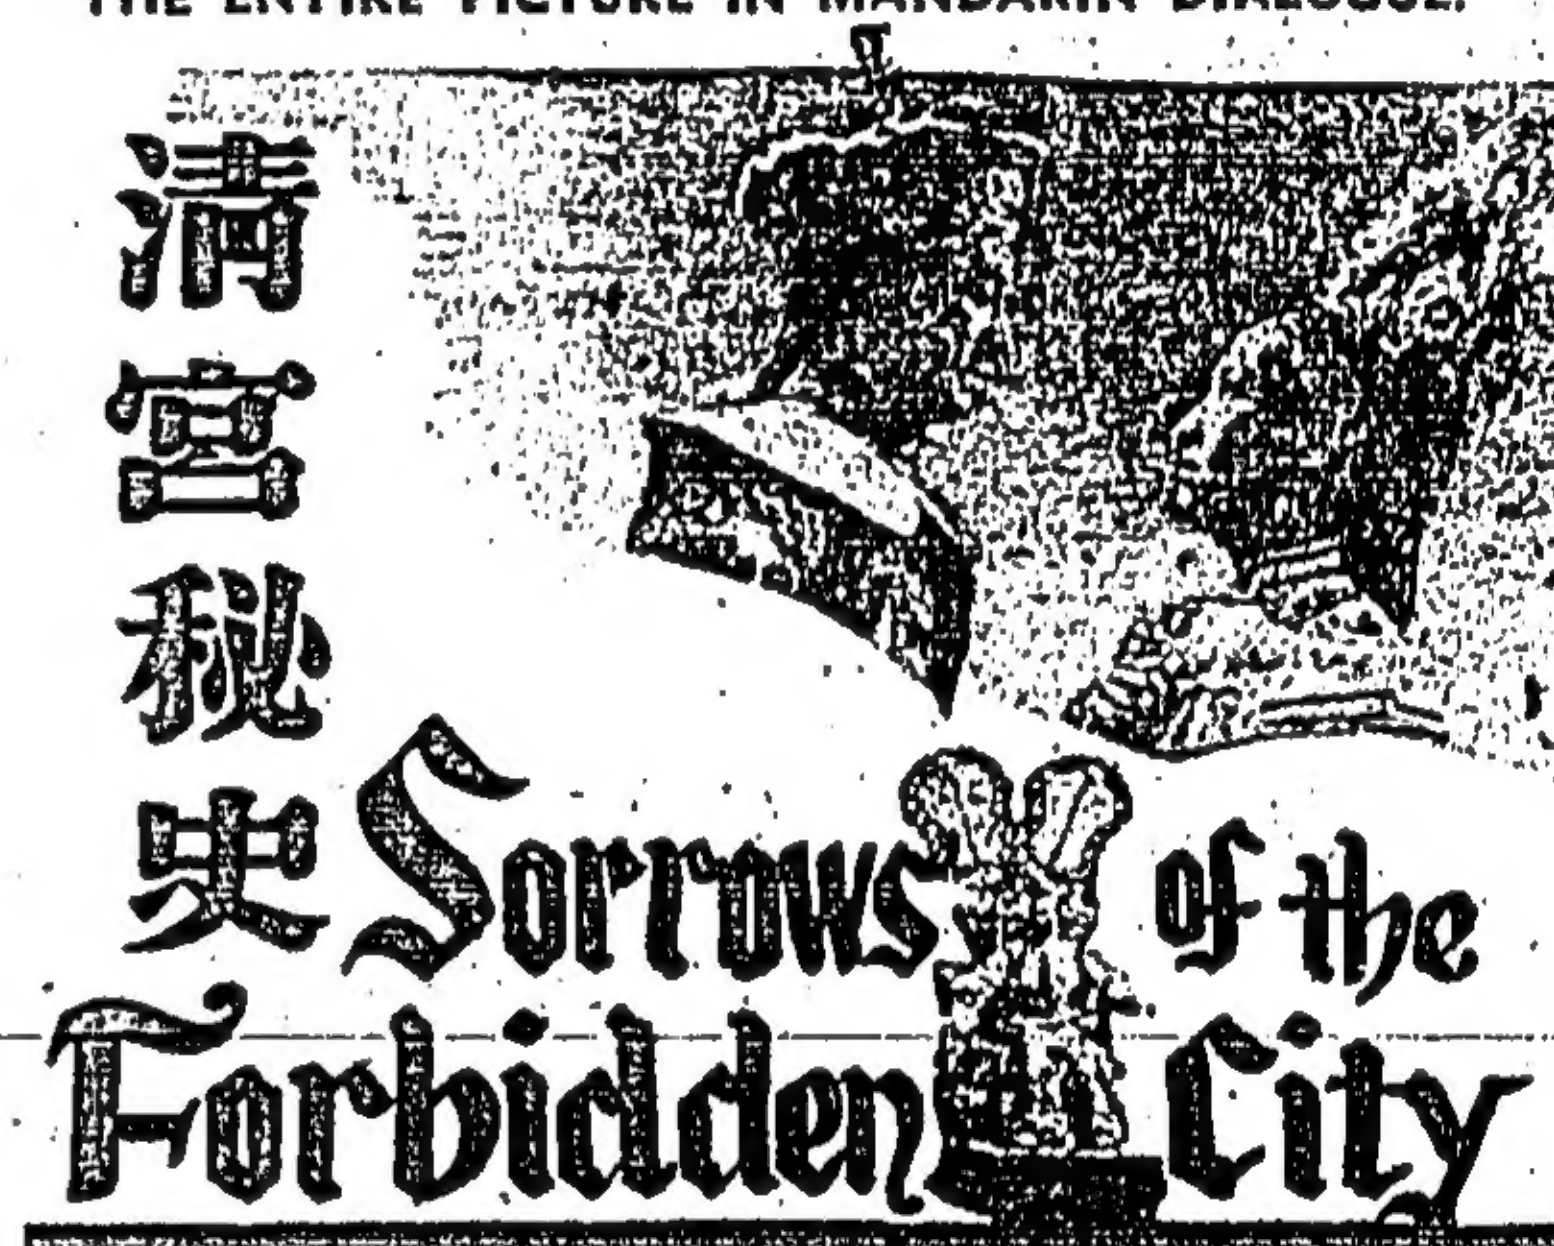 THE ENTIRE PICTURE IN MANDARIN DIALOGUE.
清宮秘史
Sorrows of the
Forbidden City